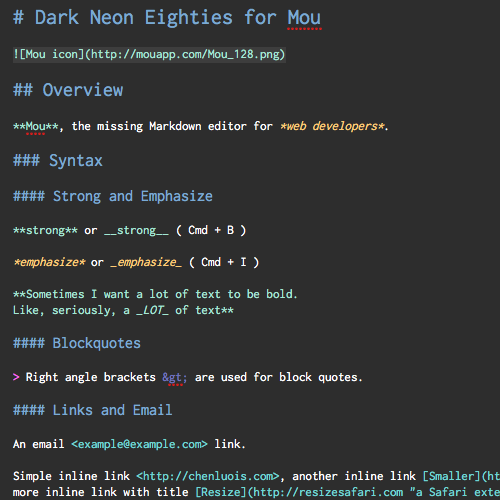 # Dark Neon Eighties for Mou
![Mou icon](http://mouapp.com/Mou_128.png)
## Overview
**Mou**, the missing Markdown editor for *web developers*.
### Syntax
#### Strong and Emphasize
**strong** or __strong__ ( Cmd + B )
*emphasize* or _emphasize_ ( Cmd + I )
**Sometimes I want a lot of text to be bold.
Like, seriously, a _LOT_ of text**
#### Blockquotes
> Right angle brackets &gt; are used for block quotes.
#### Links and Email
An email <example@example.com> link.
Simple inline link <http://chenluois.com>, another inline link [Smaller](ht
more inline link with title [Resize](http://resizesafari.com "a Safari exte